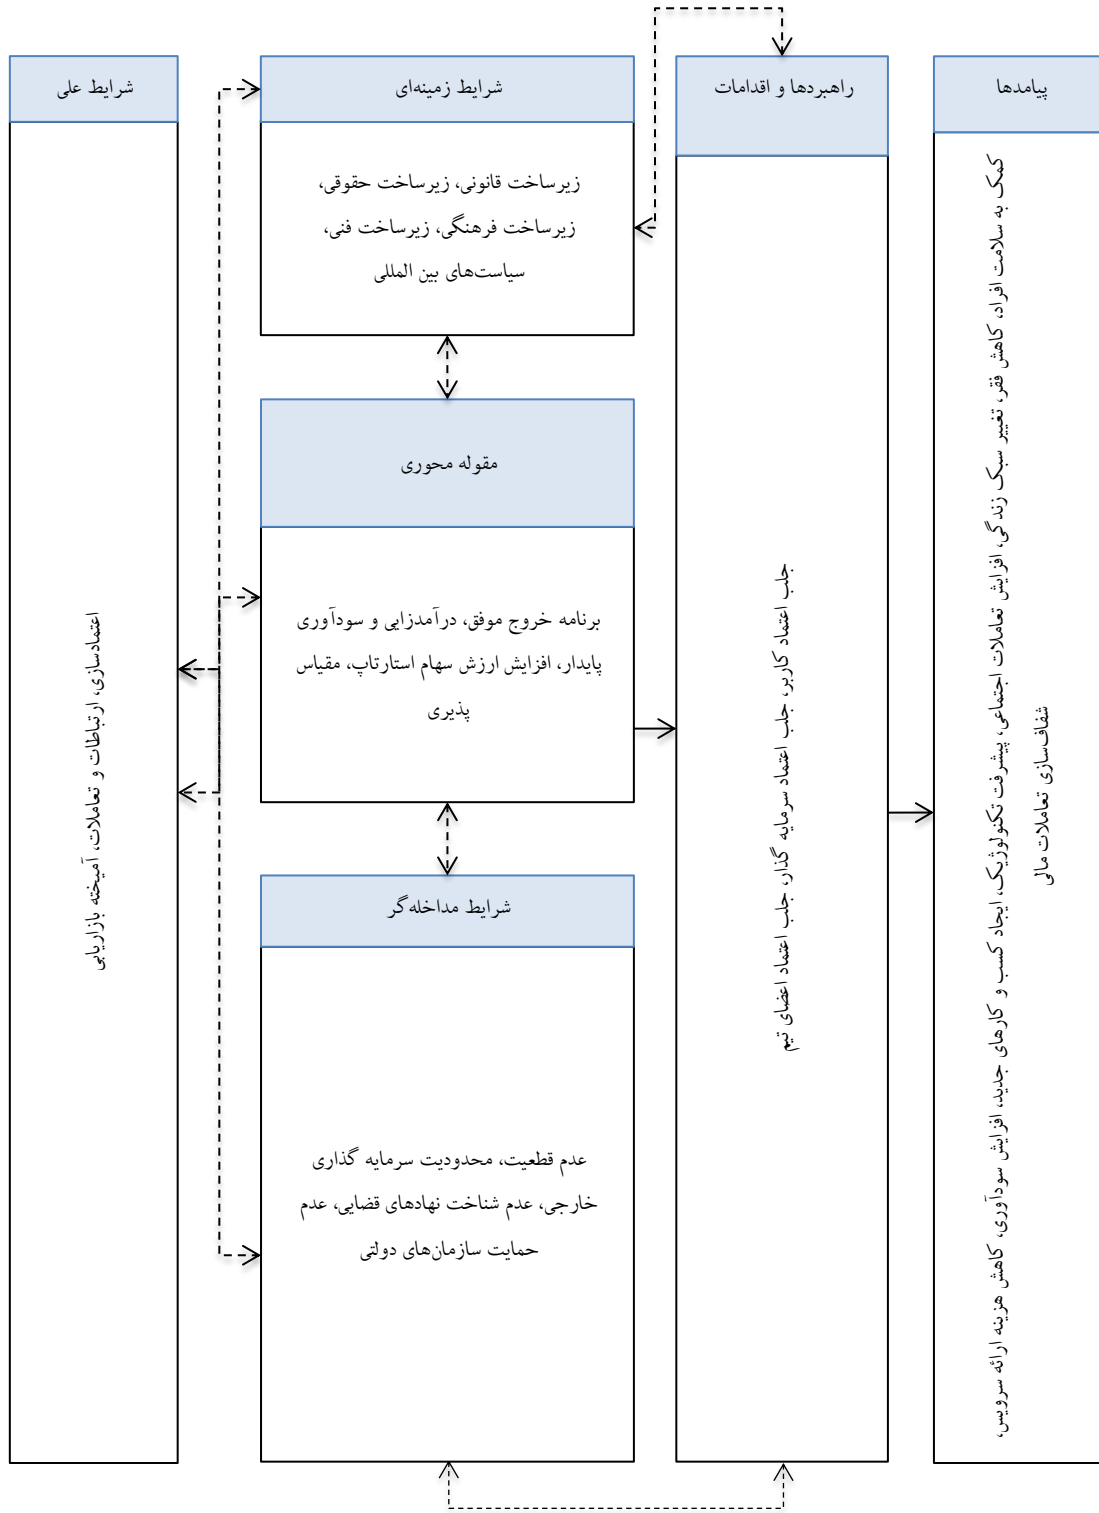 شرایط علی
اعتمادسازی، ارتباطات و تعاملات، آمیخته بازاریابی
شرایط زمینه‌ای
زیرساخت قانونی، زیرساخت حقوقی،
زیرساخت فرهنگی، زیرساخت فنی،
سیاست‌های بین المللی
مقوله محوری
برنامه خروج موفق، درآمدزایی و سودآوری
پایدار، افزایش ارزش سهام استارتاپ، مقیاس
پذیری
شرایط مداخله‌گر
عدم قطعیت، محدودیت سرمایه گذاری
خارجی، عدم شناخت نهادهای قضایی، عدم
حمایت سازمان‌های دولتی
راهبردها و اقدامات
جلب اعتماد کاربر، جلب اعتماد سرمایه گذار، جلب اعتماد اعضای تیم
پیامدها
کمک به سلامت افراد، کاهش فقر، تغییر سبک زندگی، افزایش تعاملات اجتماعی، پیشرفت تکنولوژیک، ایجاد کسب و کارهای جدید، افزایش سودآوری، کاهش هزینه ارائه سرویس،
شفاف‌سازی تعاملات مالی